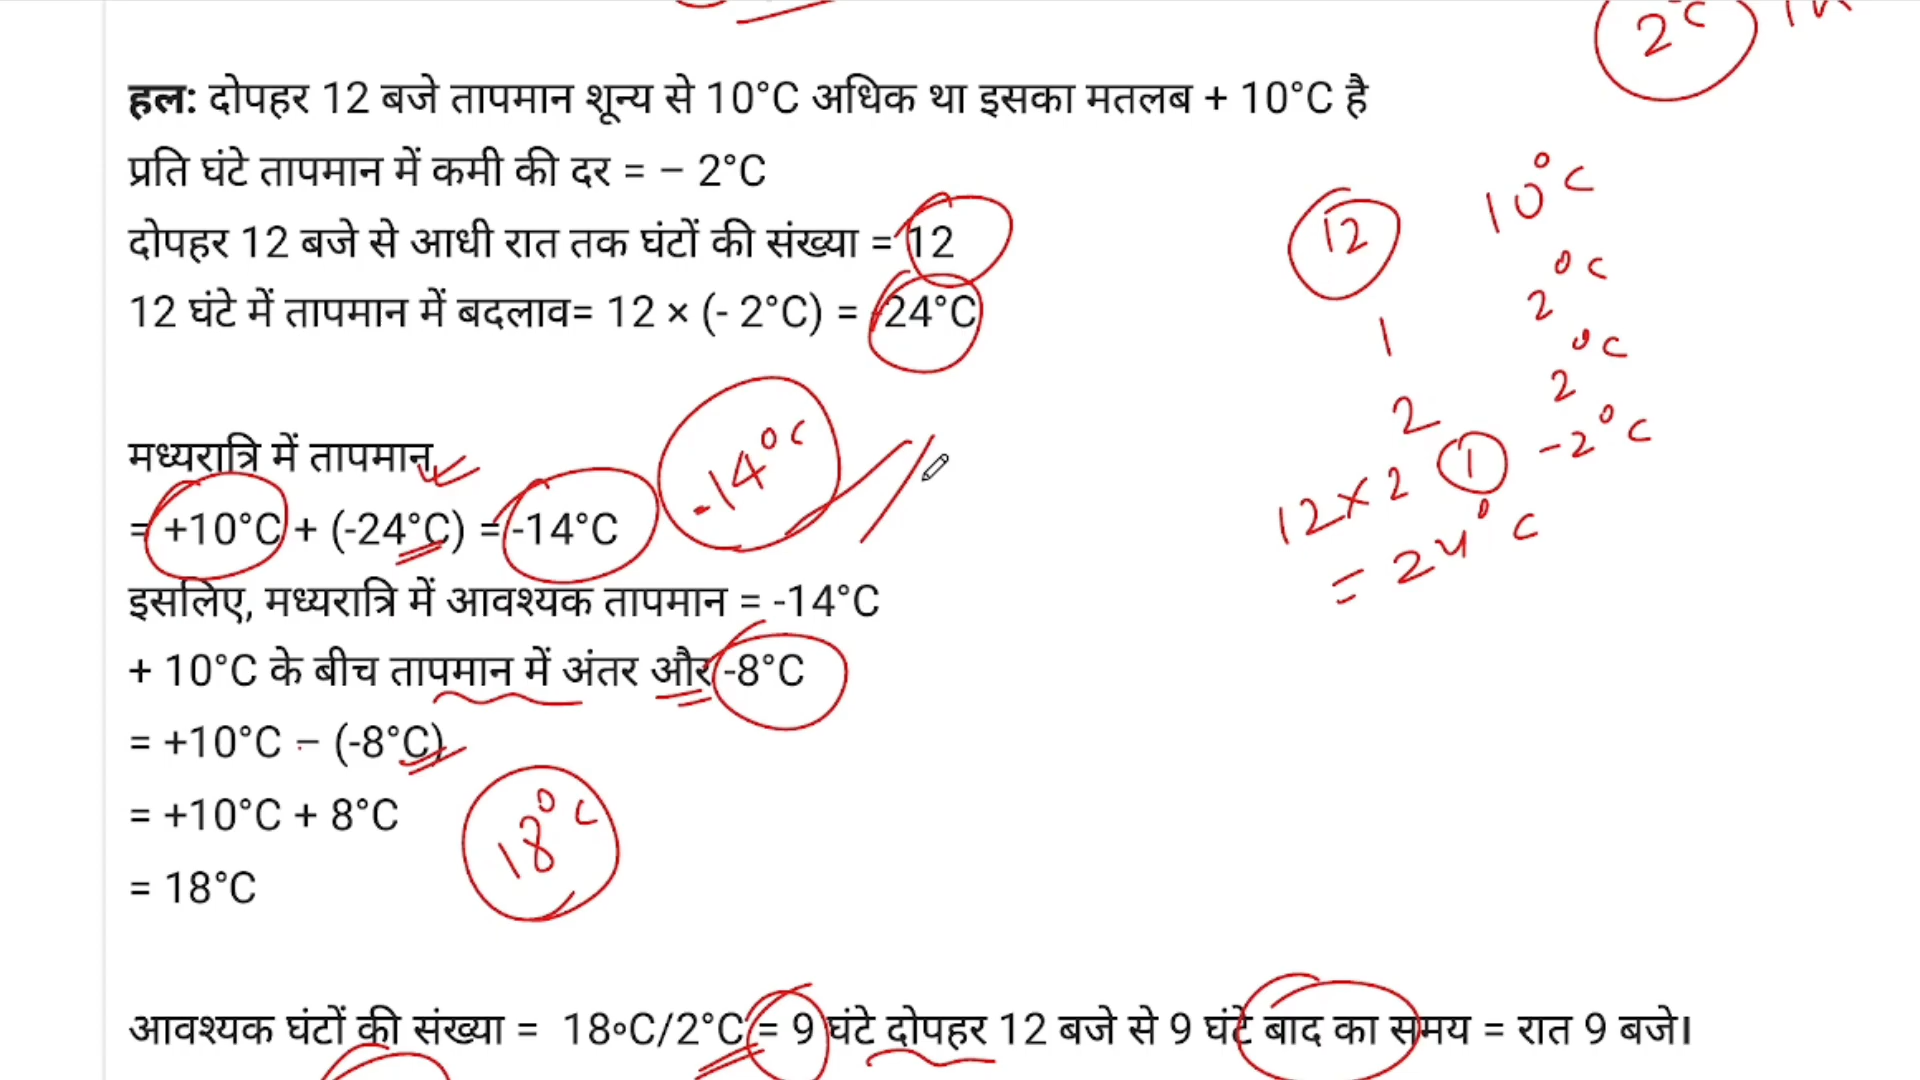 2°C
हल: दोपहर 12 बजे तापमान शून्य से 10°C अधिक था इसका मतलब + 10°C है
प्रति घंटे तापमान में कमी की दर = – 2°C
दोपहर 12 बजे से आधी रात तक घंटों की संख्या = 12
12 घंटे में तापमान में बदलाव= 12 × (- 2°C) = -24°C
मध्यरात्रि में तापमान
= +10°C + (-24°C) = -14°C
-14°C
इसलिए, मध्यरात्रि में आवश्यक तापमान = -14°C
+ 10°C के बीच तापमान में अंतर और -8°C
= +10°C – (-8°C)
= +10°C + 8°C
= 18°C
18°C
आवश्यक घंटों की संख्या = 18∘C/2°C = 9 घंटे दोपहर 12 बजे से 9 घंटे बाद का समय = रात 9 बजे।
12 10°C
2°C
1 2°C
2 -2°C
12×2 1
= 24°C